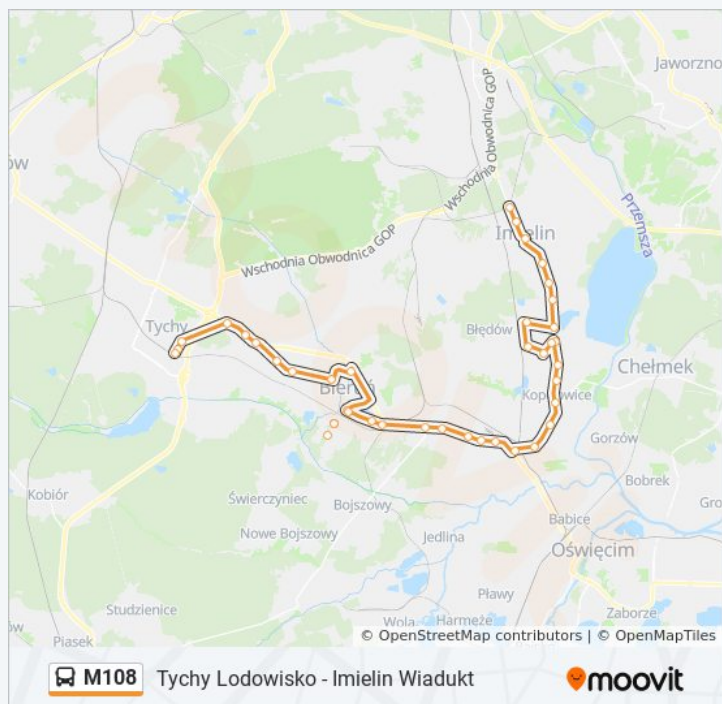 Jaworzno
ów
Wschodnia Obwodnica GOP
Przemsza
Imielin
Wschodnia Obwodnica GOP
Tychy
Błędów
Chełmek
Bieruń
Kopciowice
Gorzów
Kobiór
Świerczyniec
Bojszowy
Bobrek
Gro
Nowe Bojszowy
Babice
Jedlina
Oświęcim
Pławy
Studzienice
Harmęże
Zaborze
Wola
ów
Piasek
© OpenStreetMap contributors | © OpenMapTiles
M108 Tychy Lodowisko - Imielin Wiadukt
moovit